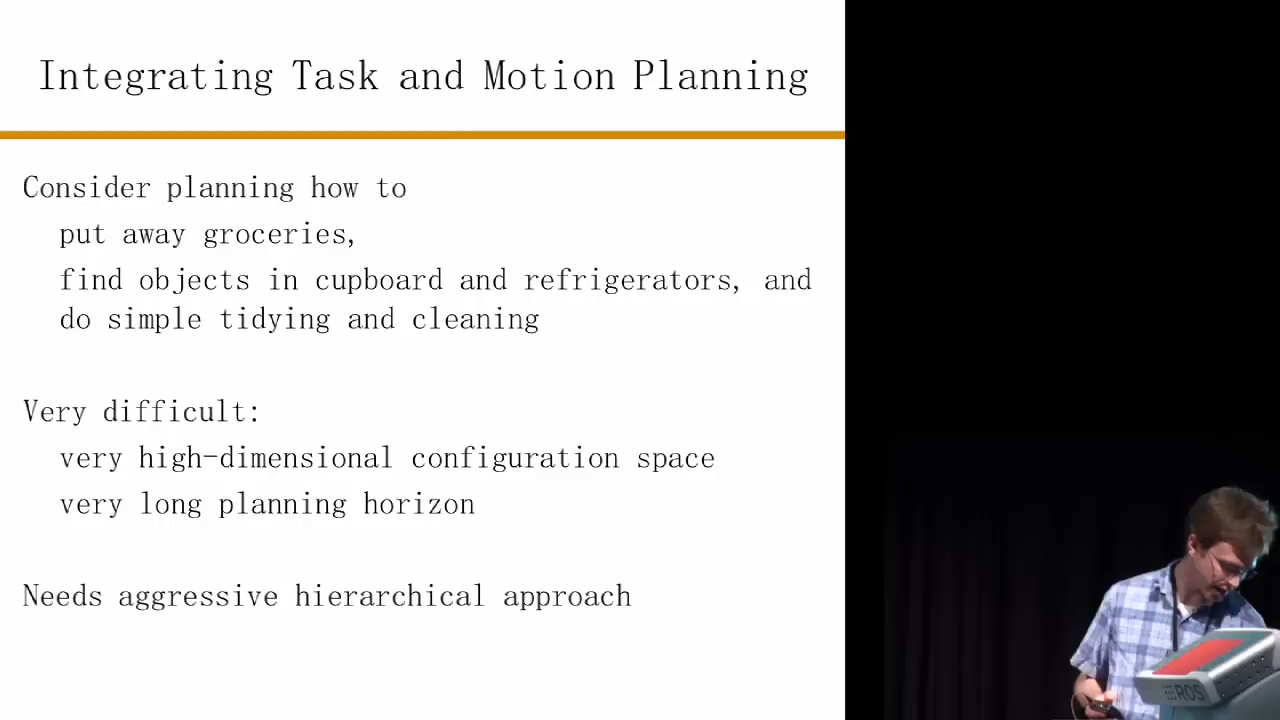 Integrating Task and Motion Planning
Consider planning how to
put away groceries,
find objects in cupboard and refrigerators, and
do simple tidying and cleaning
Very difficult:
very high-dimensional configuration space
very long planning horizon
Needs aggressive hierarchical approach
ROS